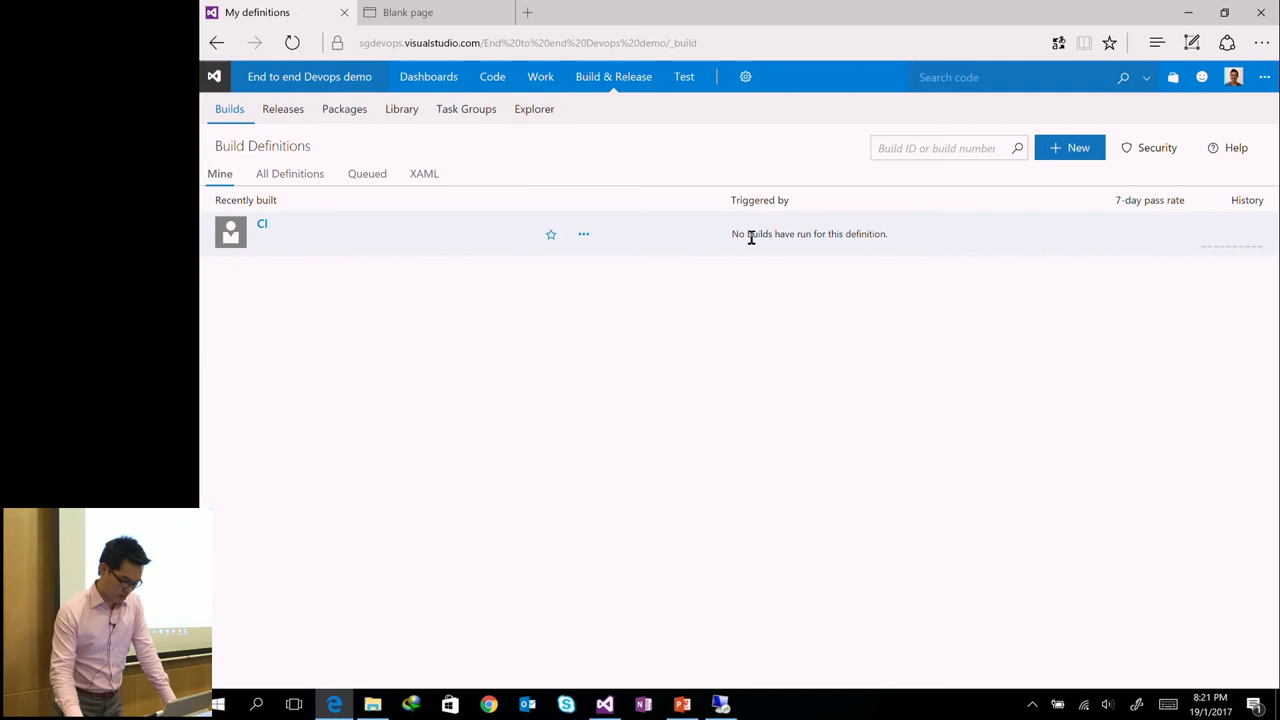 My definitions
Blank page
sgdevops.visualstudio.com/End%20to%20end%20Devops%20demo/_build
End to end Devops demo Dashboards Code Work Build & Release Test Search code
Builds Releases Packages Library Task Groups Explorer
Build Definitions
Build ID or build number
New Security Help
Mine All Definitions Queued XAML
Recently built Triggered by 7-day pass rate History
CI
No builds have run for this definition.
8:21 PM
19/1/2017